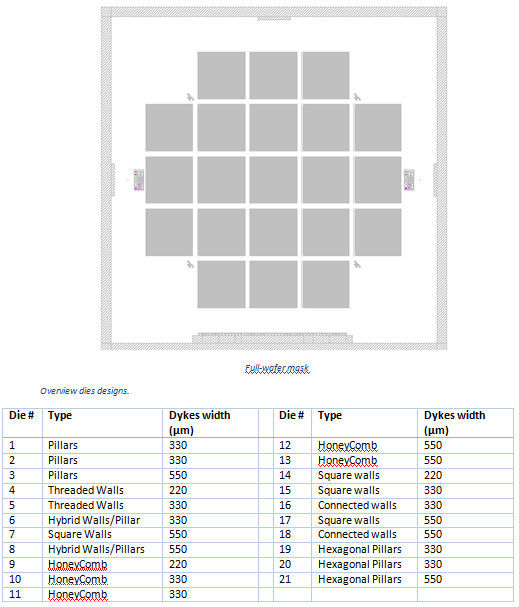 Full-wafer mask
Overview dies designs.
Die # Type Dykes width (µm) Die # Type Dykes width (µm)
1 Pillars 330 12 HoneyComb 550
2 Pillars 330 13 HoneyComb 550
3 Pillars 550 14 Square walls 220
4 Threaded Walls 220 15 Square walls 330
5 Threaded Walls 330 16 Connected walls 330
6 Hybrid Walls/Pillar 330 17 Square walls 550
7 Square Walls 550 18 Connected walls 550
8 Hybrid Walls/Pillars 550 19 Hexagonal Pillars 330
9 HoneyComb 220 20 Hexagonal Pillars 330
10 HoneyComb 330 21 Hexagonal Pillars 550
11 HoneyComb 330